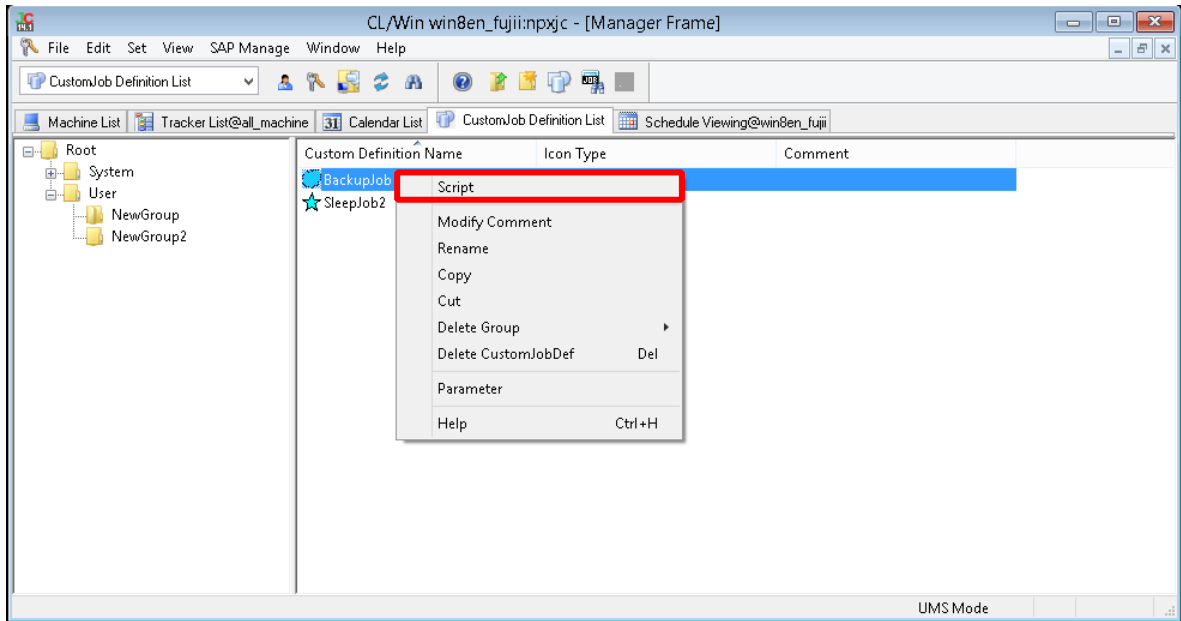 CL/Win win8en_fujii:npxjc - [Manager Frame]
File Edit Set View SAP Manage Window Help
CustomJob Definition List
Machine List Tracker List@all_machine 31 Calendar List CustomJob Definition List Schedule Viewing@win8en_fujii
Root
System
User
NewGroup
NewGroup2
Custom Definition Name Icon Type Comment
BackupJob
SleepJob2
Script
Modify Comment
Rename
Copy
Cut
Delete Group
Delete CustomJobDef Del
Parameter
Help Ctrl+H
UMS Mode